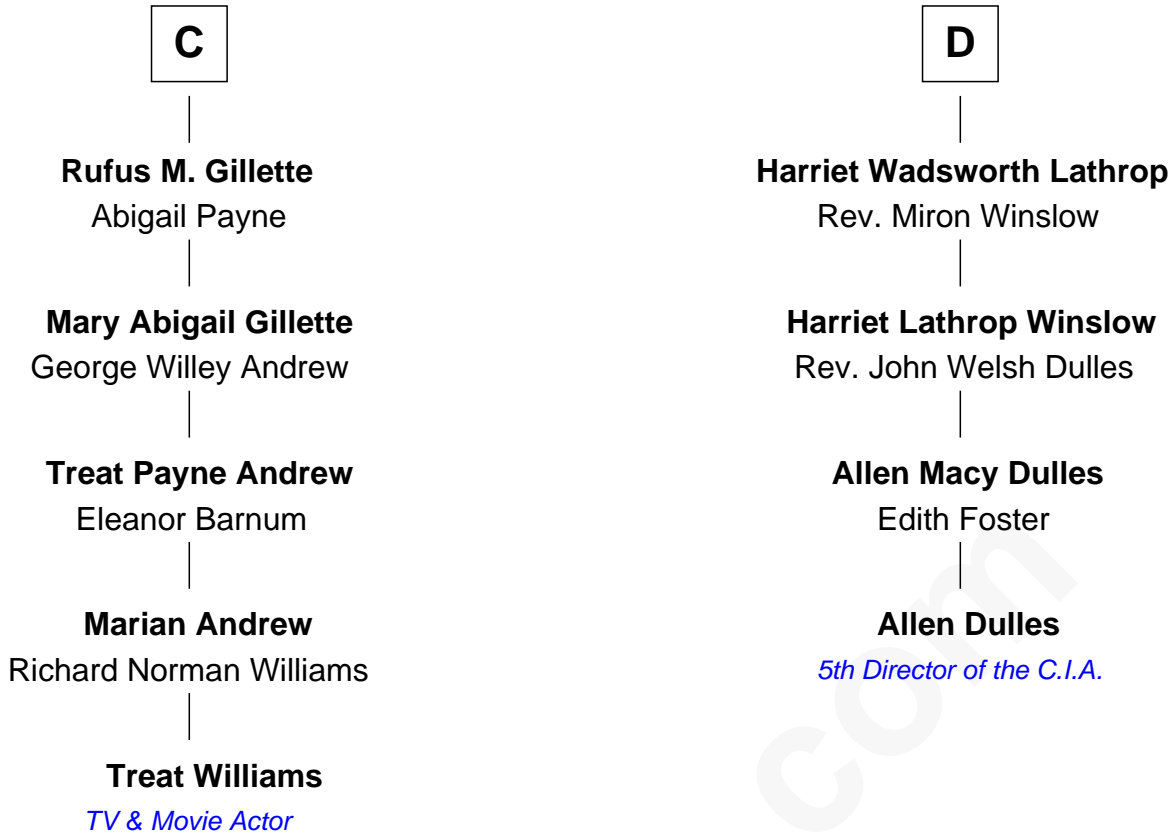 C
Rufus M. Gillette
Abigail Payne
Mary Abigail Gillette
George Willey Andrew
Treat Payne Andrew
Eleanor Barnum
Marian Andrew
Richard Norman Williams
Treat Williams
TV & Movie Actor
D
Harriet Wadsworth Lathrop
Rev. Miron Winslow
Harriet Lathrop Winslow
Rev. John Welsh Dulles
Allen Macy Dulles
Edith Foster
Allen Dulles
5th Director of the C.I.A.
com